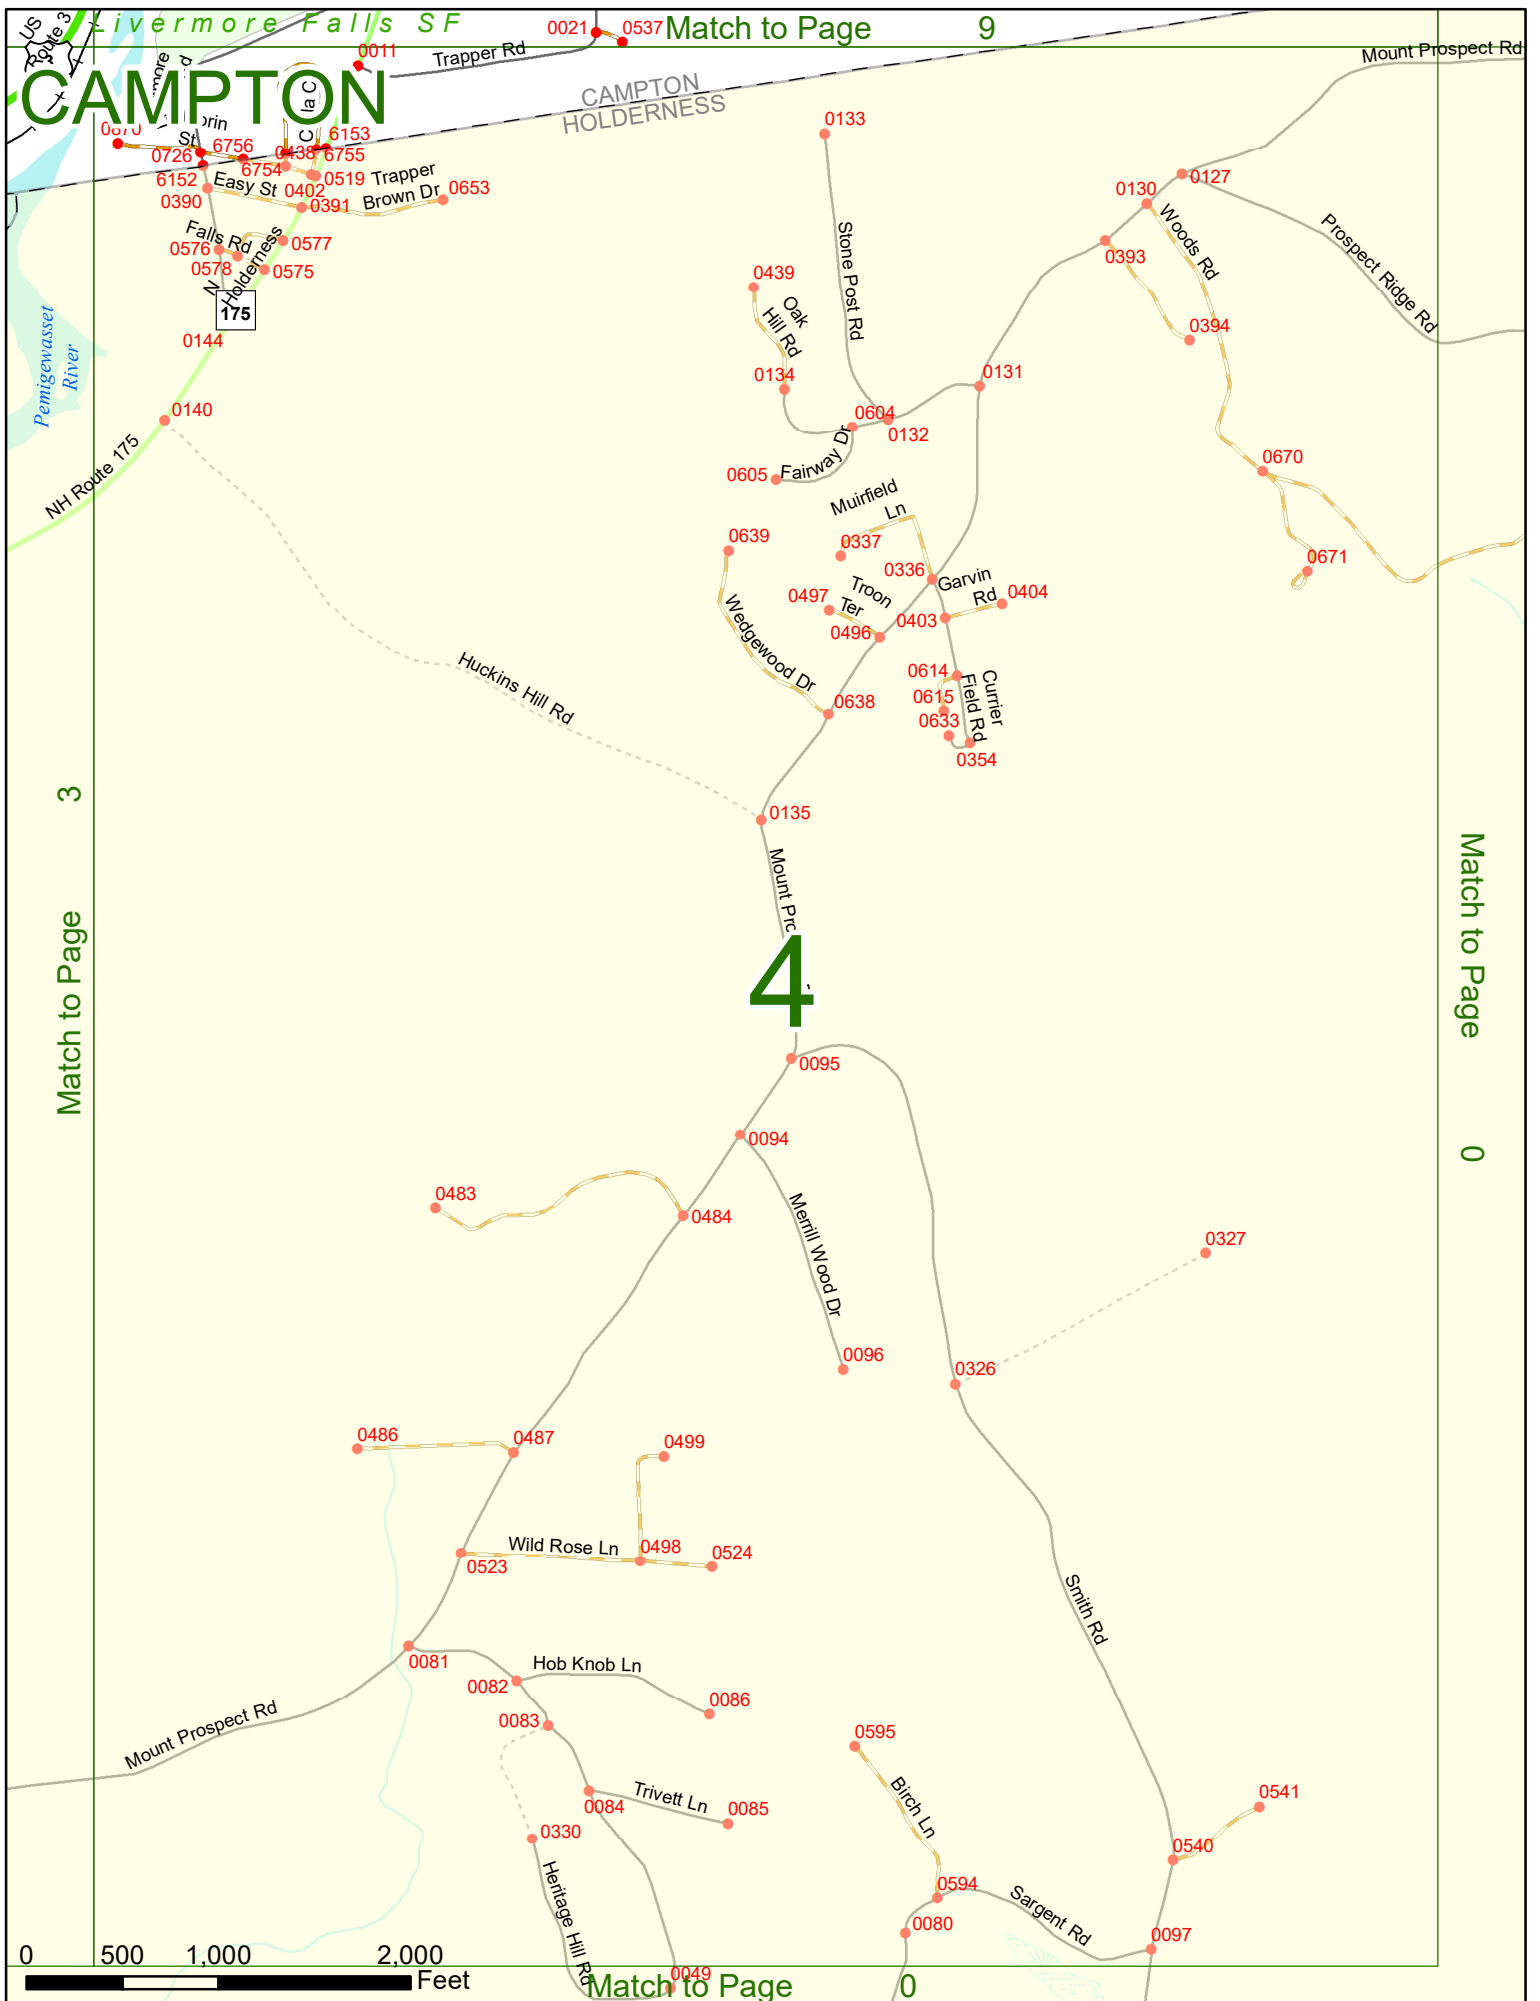 Livermore Falls SF
US
Route 3
0021
0537
Match to Page
9
0011
Trapper Rd
Mount Prospect Rd
CAMPTON
CAMPTON
HOLDERNESS
0870
St
6756
0726
6754
0438
6153
6755
0519
0402
6152
0390
Easy St
0391
Trapper
Brown Dr
0653
0133
0127
0130
Woods Rd
Prospect Ridge Rd
0393
0394
Falls Rd
0576
0578
0577
0575
N
Holderness
175
0144
0140
NH Route 175
Pemigewasset
River
Stone Post Rd
0439
Oak
Hill Rd
0134
0131
0604
0132
Fairway Dr
0605
0670
0671
Muirfield
Ln
0337
0336
0639
Garvin
Rd
0404
0403
Troon
Ter
0497
0496
Wedgewood Dr
0638
0614
0615
0633
Currier
Field Rd
0354
Huckins Hill Rd
0135
3
Match to Page
Match to Page
0
4
0095
0094
0483
0484
Merrill Wood Dr
0096
0327
0326
0486
0487
0499
0498
Wild Rose Ln
0523
0524
Smith Rd
0081
0082
Hob Knob Ln
0086
0083
Mount Prospect Rd
0084
Trivett Ln
0085
0330
Heritage Hill Rd
0595
Birch Ln
0594
0541
0540
0080
Sargent Rd
0097
0049
0 500 1,000 2,000
Feet
Match to Page
0